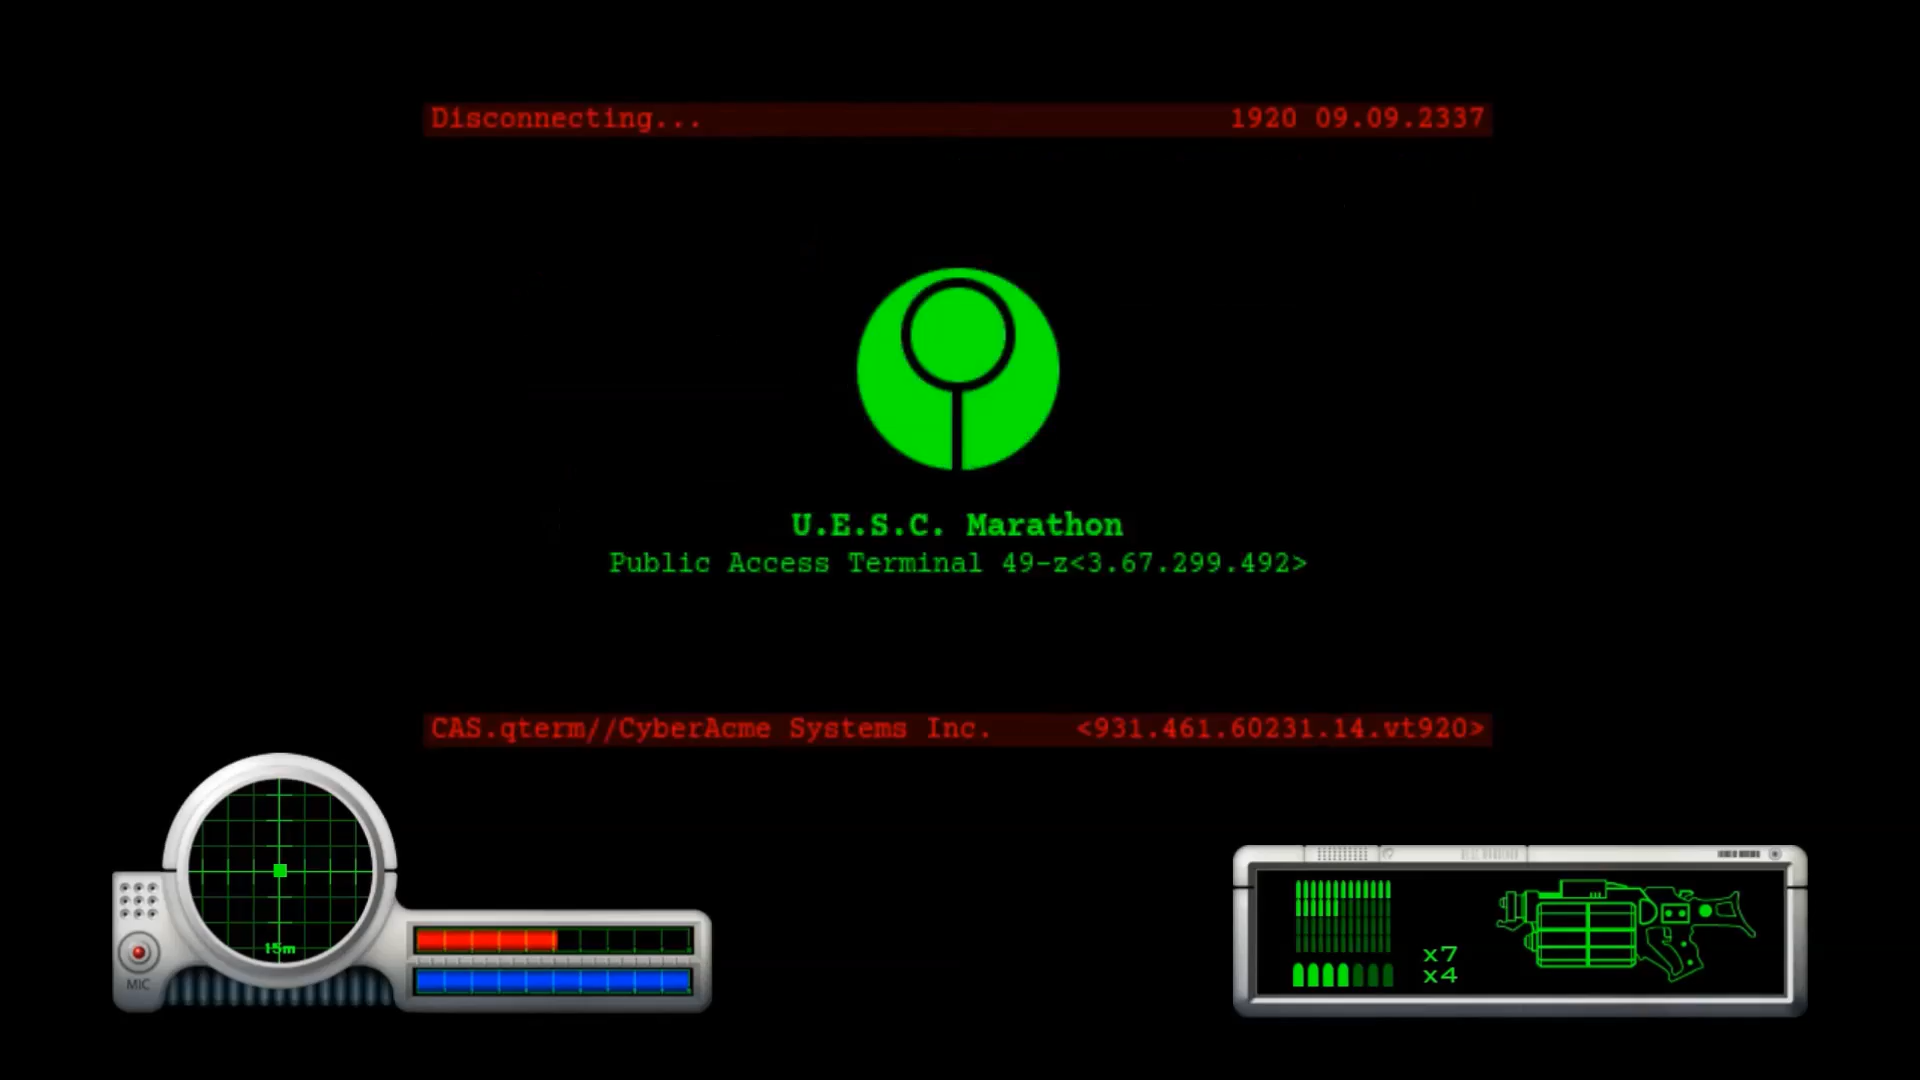 Disconnecting... 1920 09.09.2337
U.E.S.C. Marathon
Public Access Terminal 49-z<3.67.299.492>
CAS.qterm//CyberAcme Systems Inc. <931.461.60231.14.vt920>
15m
MIC
x7
x4